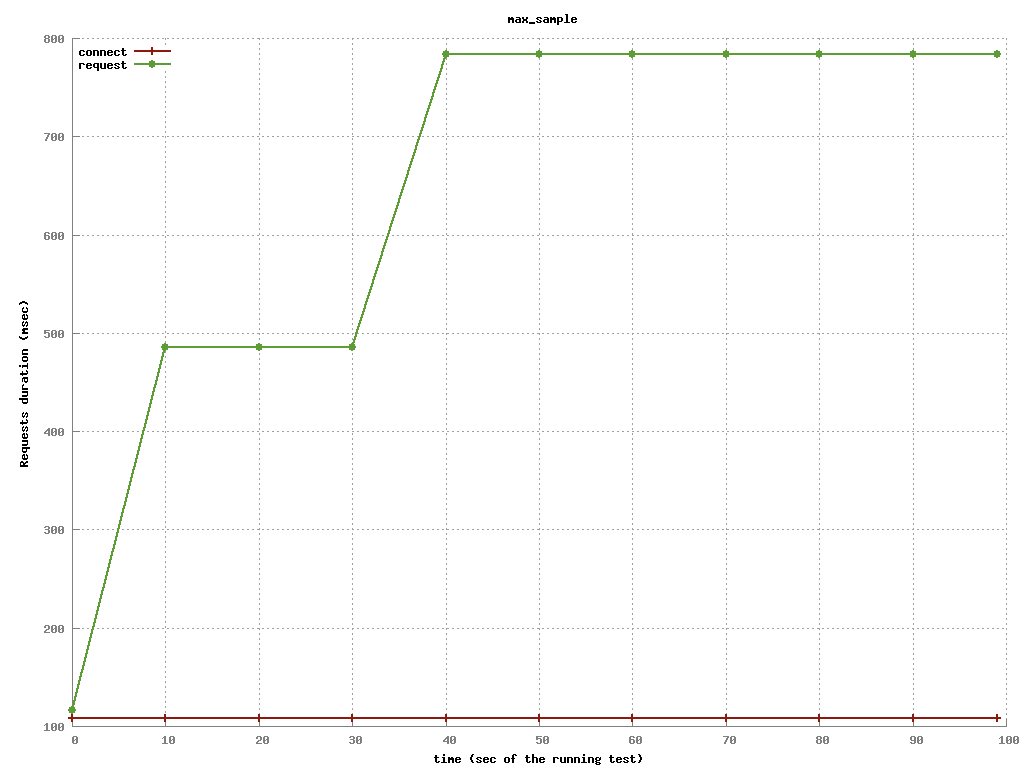 max_sample
800
connect
request
700
600
500
400
300
200
100
Requests duration (msec)
0 10 20 30 40 50 60 70 80 90 100
time (sec of the running test)